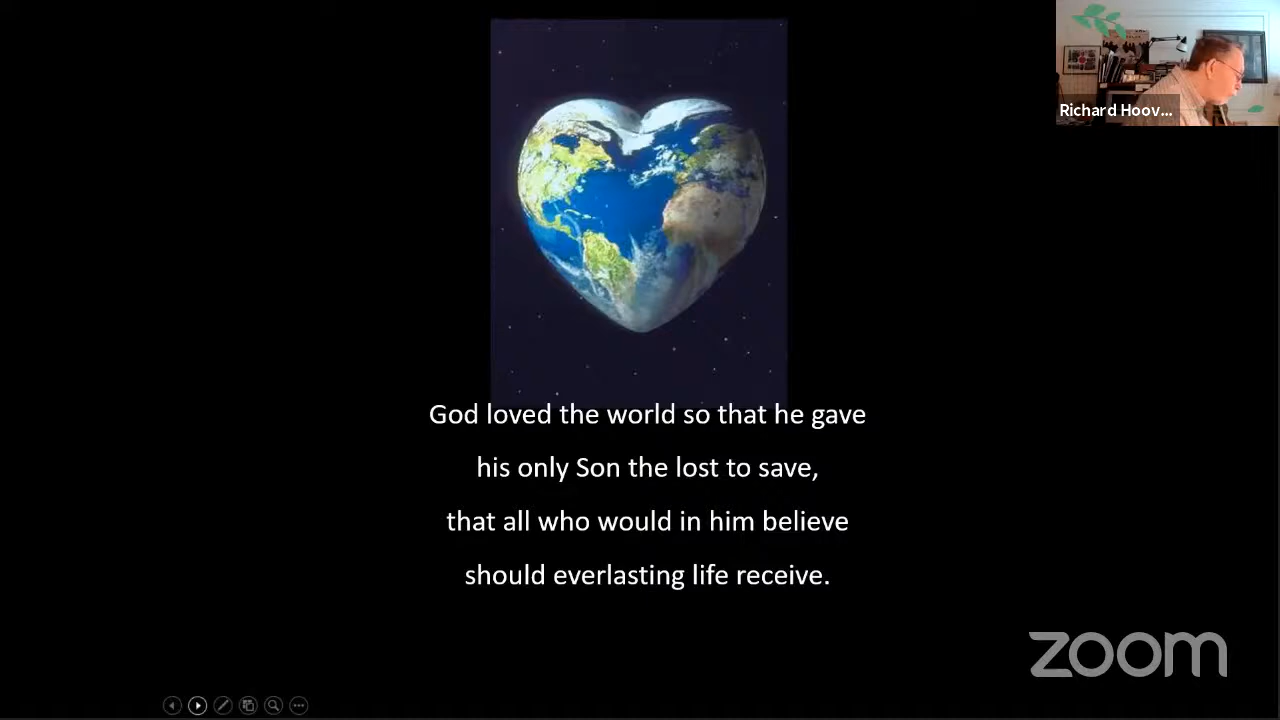 Richard Hoov...
God loved the world so that he gave
his only Son the lost to save,
that all who would in him believe
should everlasting life receive.
zoom